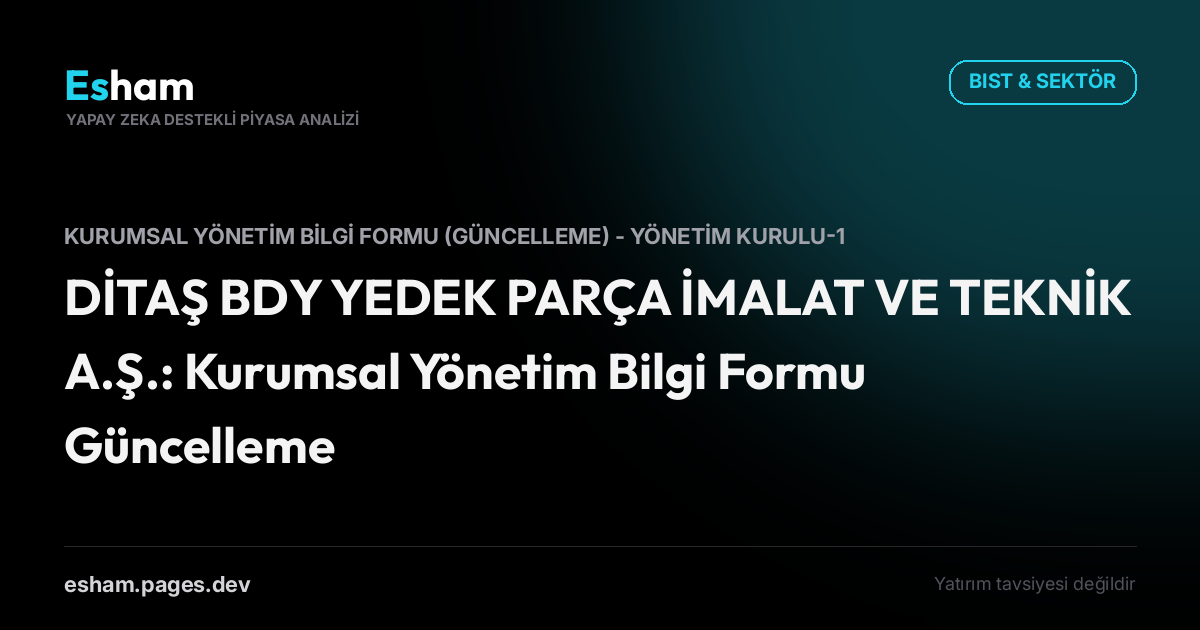 Esham
BIST & SEKTÖR
YAPAY ZEKA DESTEKLİ PİYASA ANALİZİ
KURUMSAL YÖNETİM BİLGİ FORMU (GÜNCELLEME) - YÖNETİM KURULU-1
DİTAŞ BDY YEDEK PARÇA İMALAT VE TEKNİK
A.Ş.: Kurumsal Yönetim Bilgi Formu
Güncelleme
esham.pages.dev
Yatırım tavsiyesi değildir